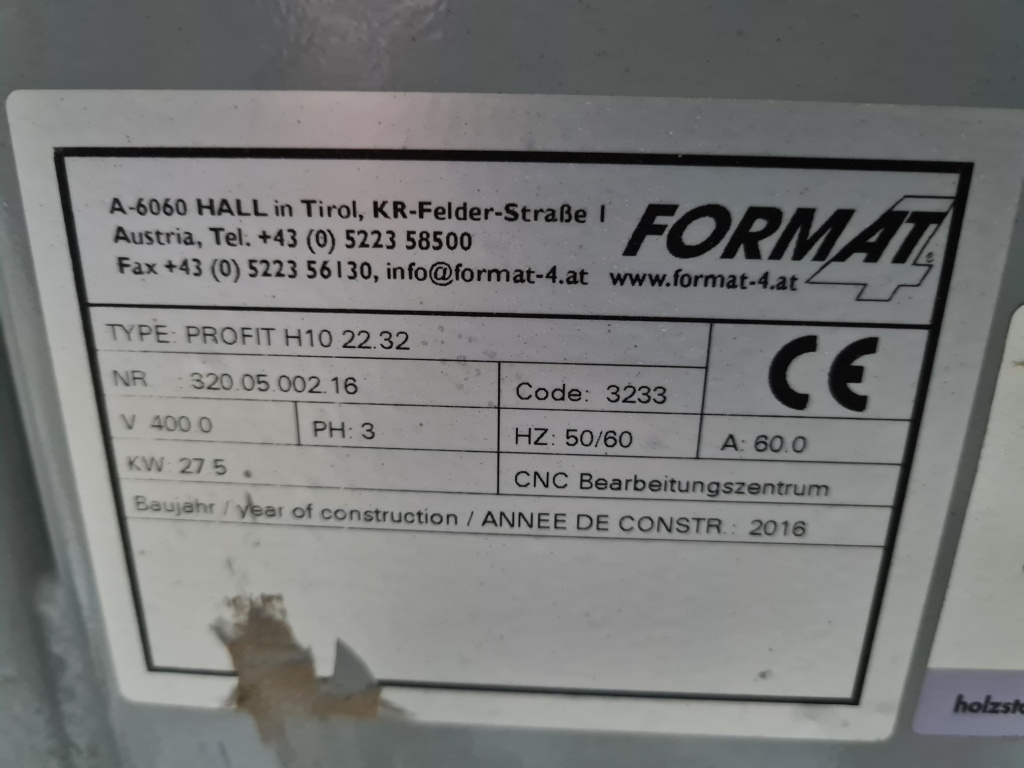 A-6060 HALL in Tirol, KR-Felder-Straße 1
Austria, Tel. +43 (0) 5223 58500
Fax +43 (0) 5223 56130, info@format-4.at www.format-4.at
FORMAT 4
TYPE: PROFIT H10 22.32
CE
NR : 320.05.002.16
Code: 3233
V 400.0
PH: 3
HZ: 50/60
A: 60.0
KW: 27.5
CNC Bearbeitungszentrum
Baujahr / year of construction / ANNEE DE CONSTR.: 2016